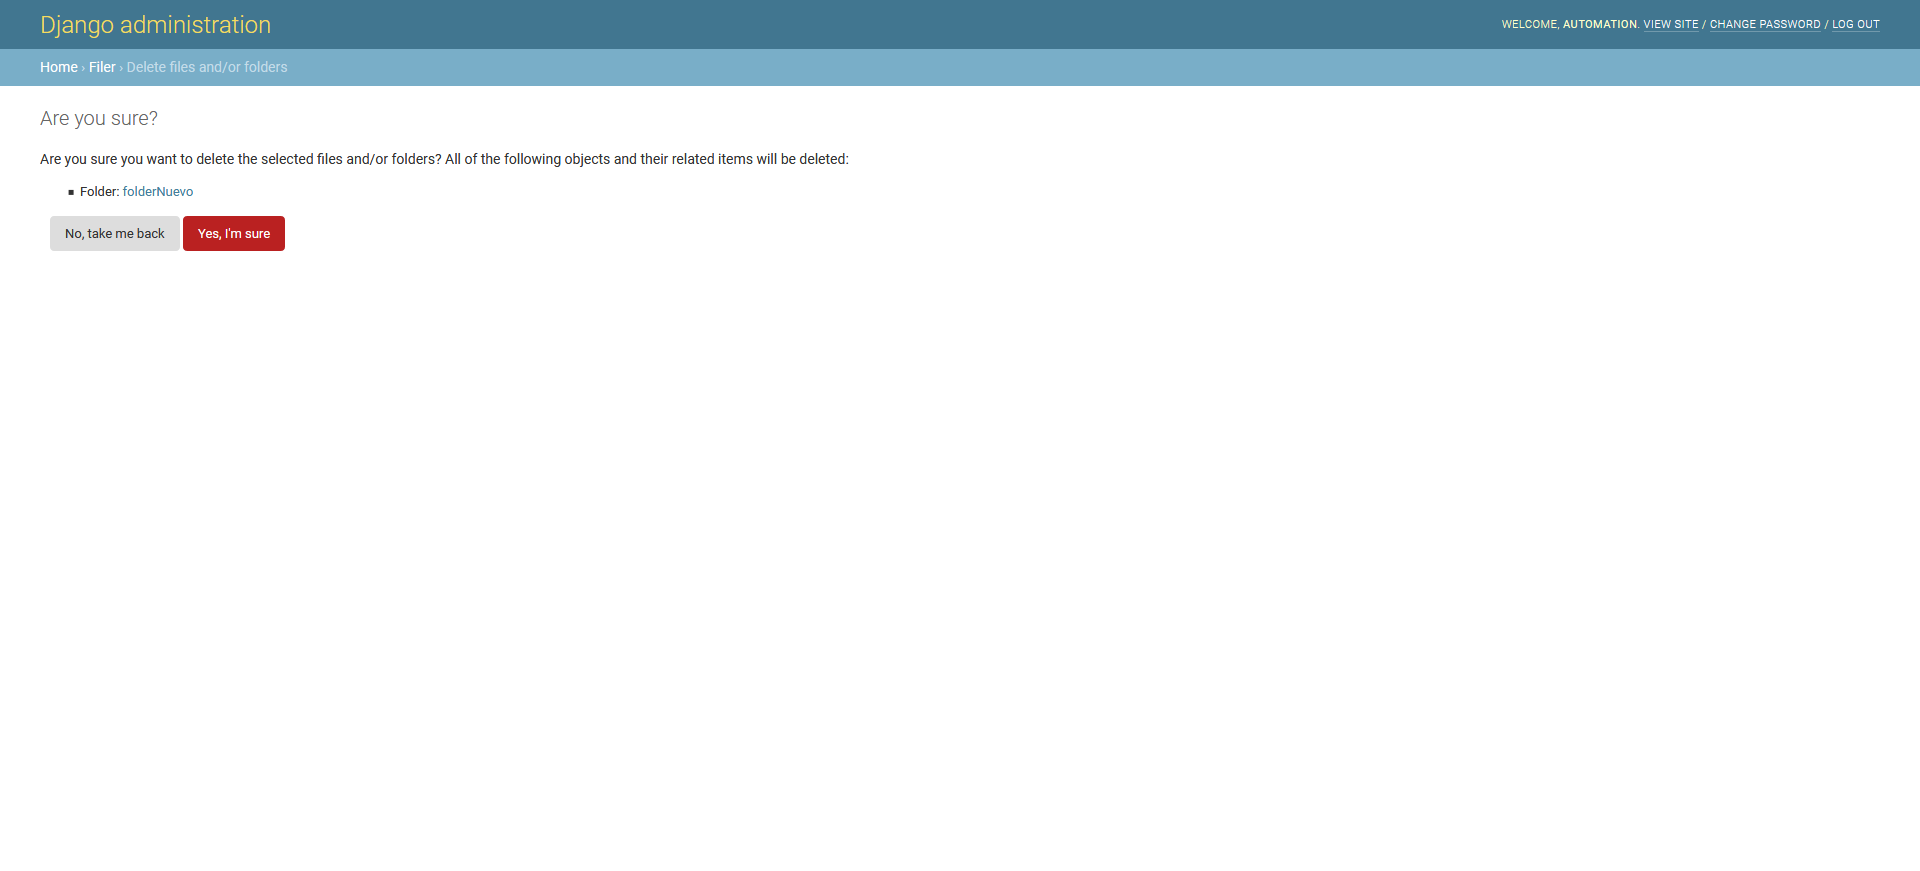 Django administration
WELCOME, AUTOMATION. VIEW SITE / CHANGE PASSWORD / LOG OUT
Home › Filer › Delete files and/or folders
Are you sure?
Are you sure you want to delete the selected files and/or folders? All of the following objects and their related items will be deleted:
Folder: folderNuevo
No, take me back Yes, I'm sure